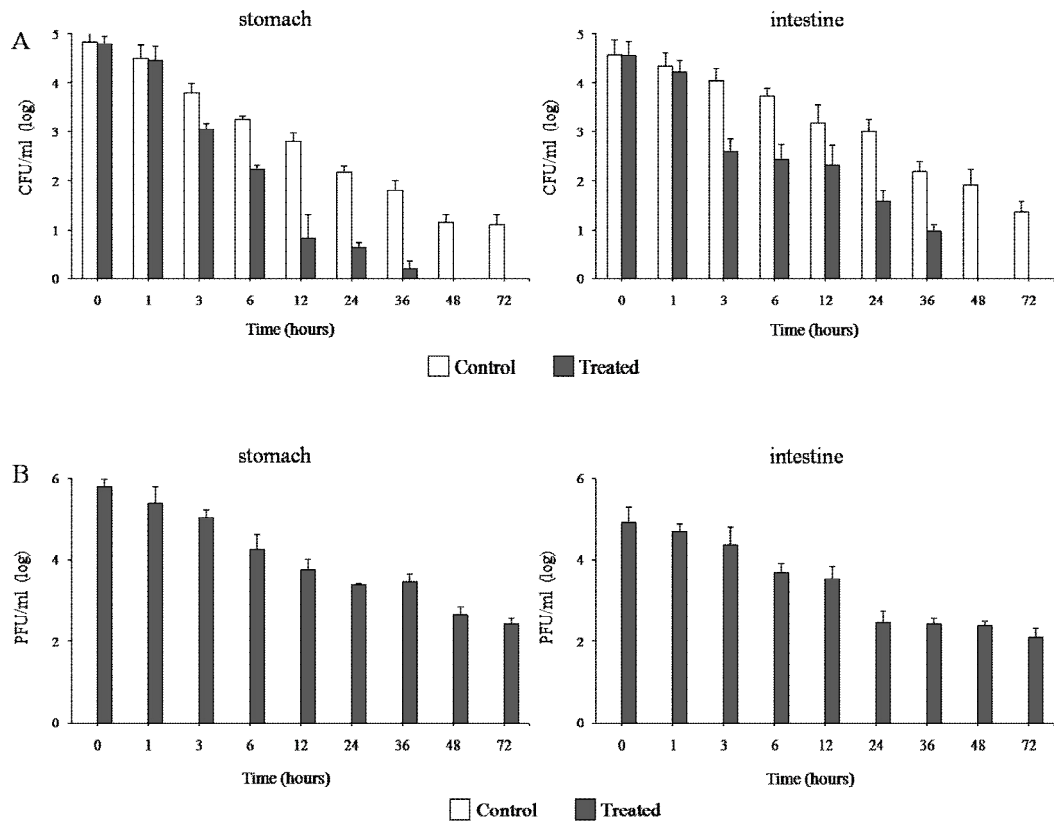 A
stomach
5
4
3
2
1
0
CFU/ml (log)
0 1 3 6 12 24 36 48 72
Time (hours)
intestine
5
4
3
2
1
0
CFU/ml (log)
0 1 3 6 12 24 36 48 72
Time (hours)
Control Treated
B
stomach
6
4
2
0
PFU/ml (log)
0 1 3 6 12 24 36 48 72
Time (hours)
intestine
6
4
2
0
PFU/ml (log)
0 1 3 6 12 24 36 48 72
Time (hours)
Control Treated